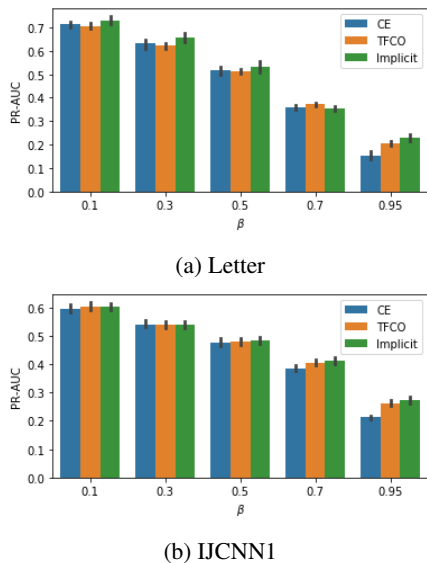 PR-AUC
0.7
0.6
0.5
0.4
0.3
0.2
0.1
0.0
CE
TFCO
Implicit
0.1 0.3 0.5 0.7 0.95
β
(a) Letter
PR-AUC
0.6
0.5
0.4
0.3
0.2
0.1
0.0
CE
TFCO
Implicit
0.1 0.3 0.5 0.7 0.95
β
(b) IJCNN1